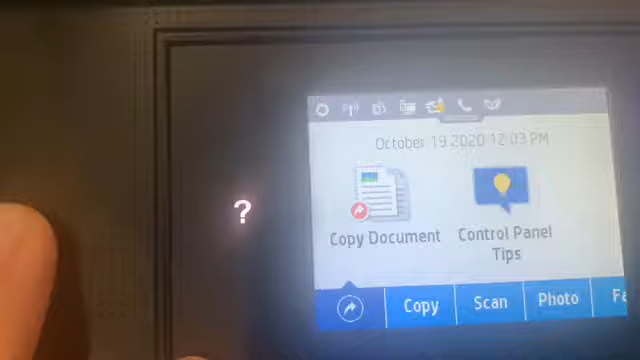 October 19 2020 12:03 PM
?
Copy Document
Control Panel
Tips
Copy Scan Photo